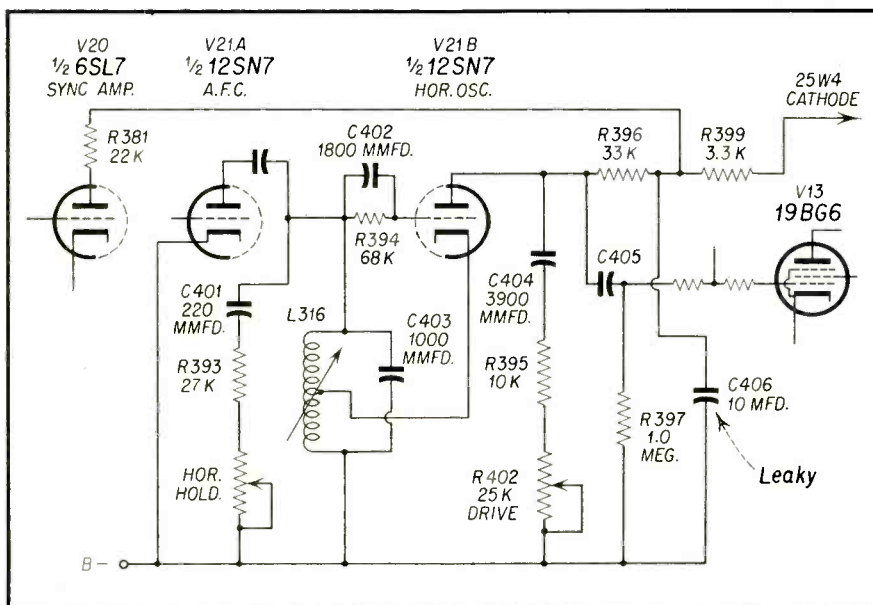 V20
½ 6SL7
SYNC AMP.
V21A
½ 12SN7
A.F.C.
V21B
½ 12SN7
HOR. OSC.
25W4
CATHODE
R381
22K
C402
1800 MMFD.
R396
33K
R399
3.3K
V13
19BG6
R394
68K
C405
C401
220
MMFD.
L316
C403
1000
MMFD.
C404
3900
MMFD.
R393
27K
R395
10K
C406
10 MFD.
R397
1.0
MEG.
Leaky
HOR.
HOLD.
R402
25K
DRIVE
B-